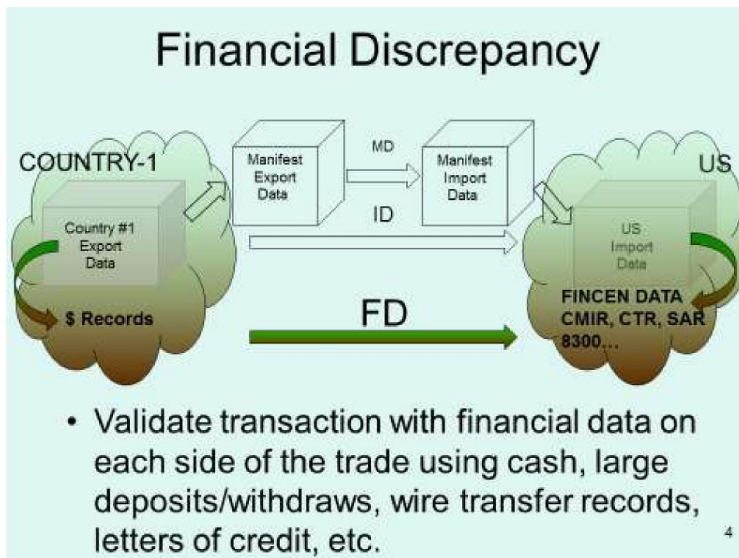 Financial Discrepancy
COUNTRY-1
Manifest
Export
Data
MD
Manifest
Import
Data
US
ID
Country #1
Export
Data
US
Import
Data
$ Records
FD
FINCEN DATA
CMIR, CTR, SAR
8300...
• Validate transaction with financial data on
each side of the trade using cash, large
deposits/withdraws, wire transfer records,
letters of credit, etc.
4